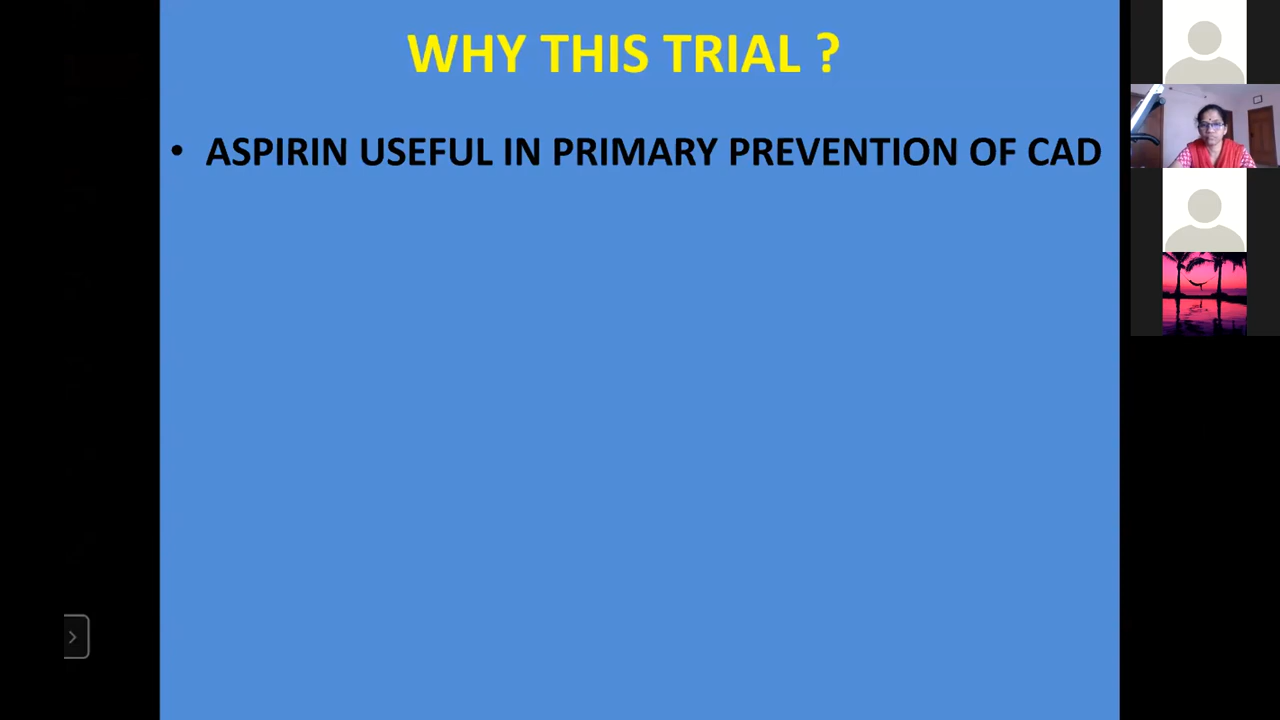 WHY THIS TRIAL ?
• ASPIRIN USEFUL IN PRIMARY PREVENTION OF CAD